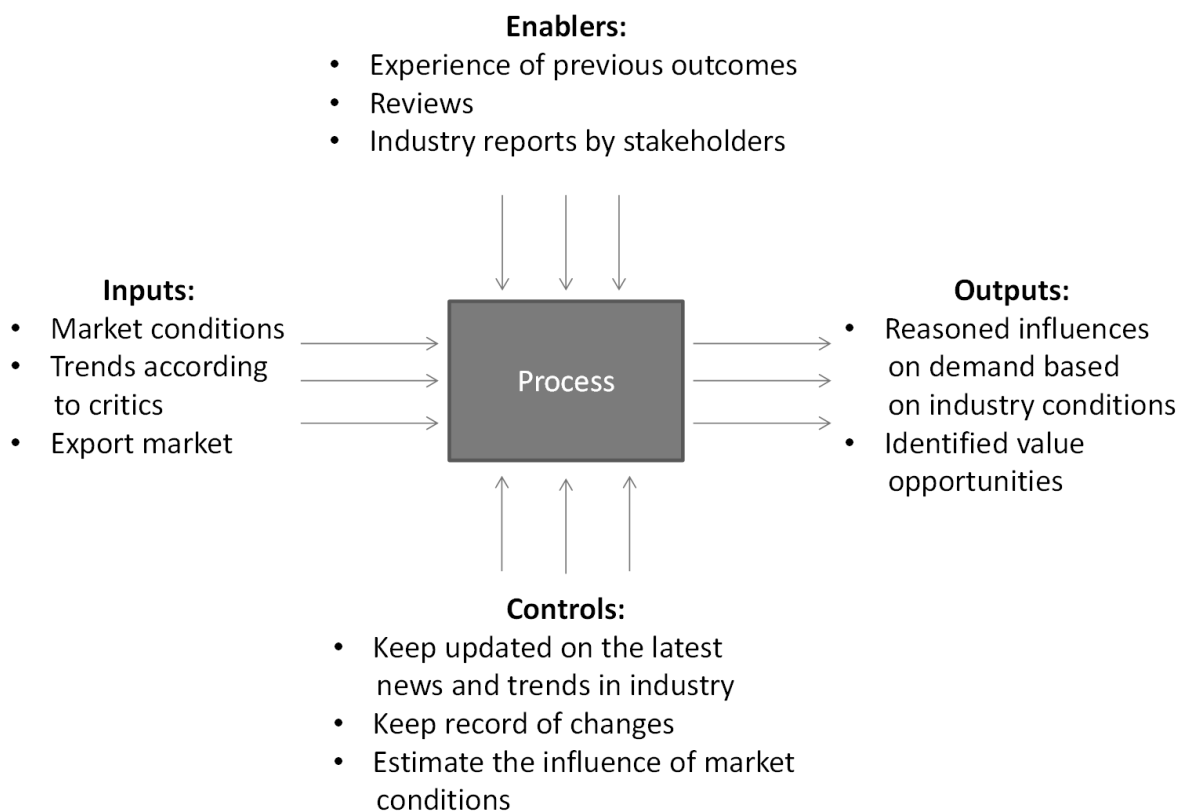 Enablers:
• Experience of previous outcomes
• Reviews
• Industry reports by stakeholders
Inputs:
• Market conditions
• Trends according
to critics
• Export market
Process
Outputs:
• Reasoned influences
on demand based
on industry conditions
• Identified value
opportunities
Controls:
• Keep updated on the latest
news and trends in industry
• Keep record of changes
• Estimate the influence of market
conditions